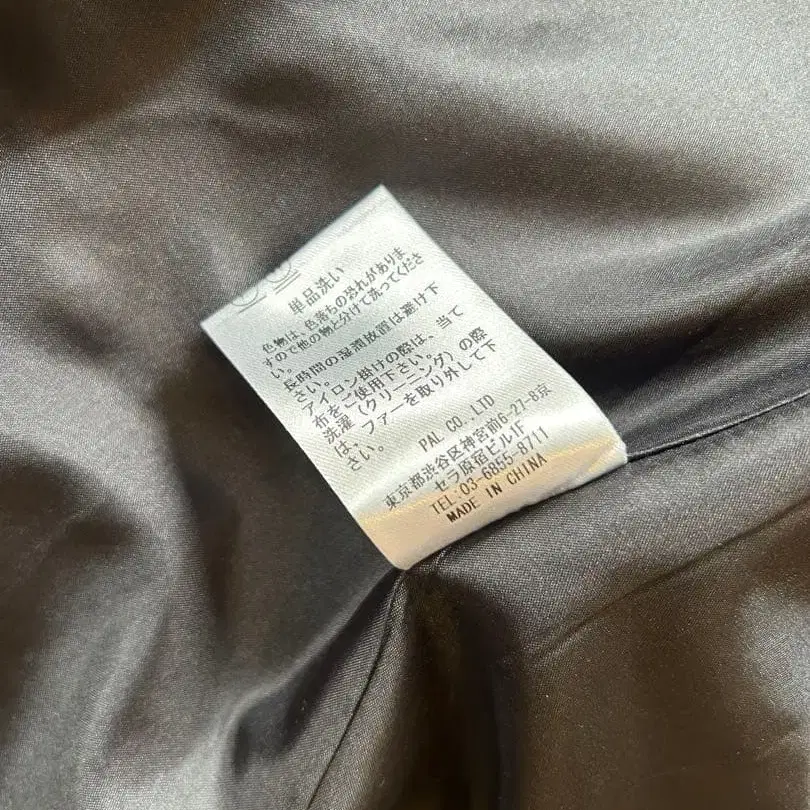 単品洗い
色物は、色落ちの恐れがありま
すので他の物と分けて洗ってくださ
い。
長時間の湿潤放置は避け下
さい。
アイロン掛けの際は、当て
布をご使用下さい。
洗濯(クリーニング)の際
は、ファーを取り外して下
さい。
PAL CO.,LTD
東京都渋谷区神宮前6-27-8京
セラ原宿ビル1F
TEL:03-6855-8711
MADE IN CHINA